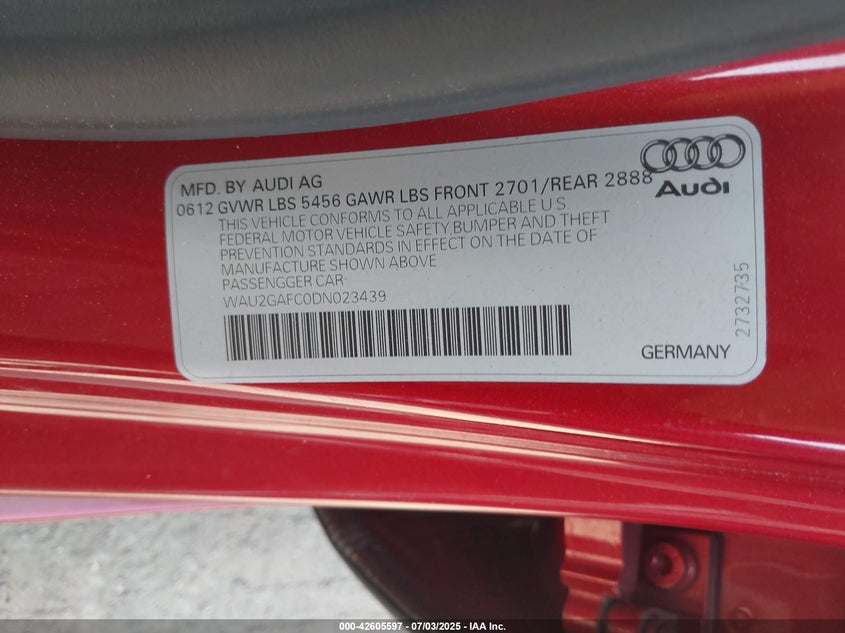 MFD. BY AUDI AG
0612 GVWR LBS 5456 GAWR LBS FRONT 2701/REAR 2888
THIS VEHICLE CONFORMS TO ALL APPLICABLE U.S.
FEDERAL MOTOR VEHICLE SAFETY,BUMPER AND THEFT
PREVENTION STANDARDS IN EFFECT ON THE DATE OF
MANUFACTURE SHOWN ABOVE
PASSENGGER CAR
WAU2GAFC0DN023439
Audi
2732735
GERMANY
000-42605597 - 07/03/2025 - IAA Inc.